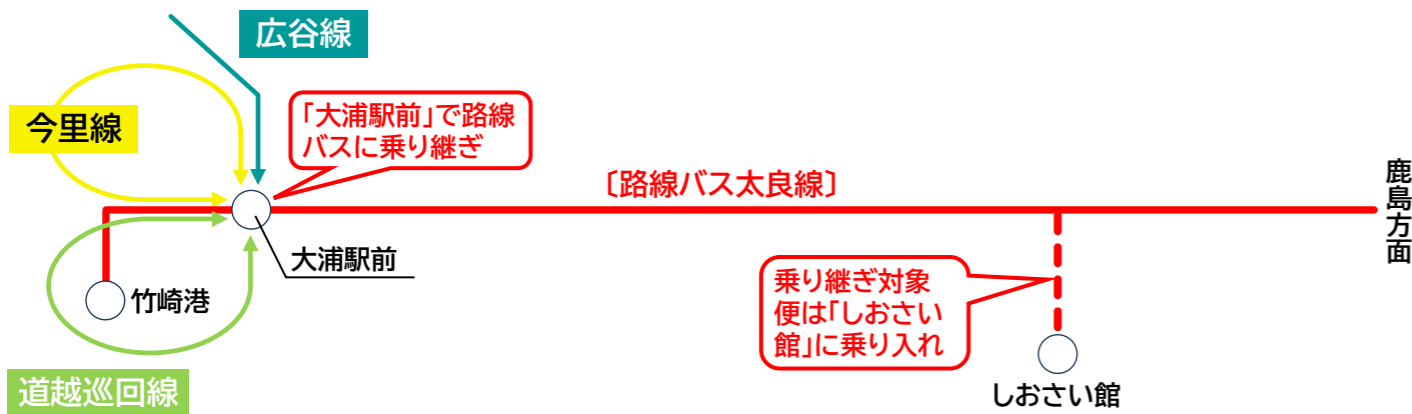 広谷線
今里線
「大浦駅前」で路線
バスに乗り継ぎ
〔路線バス太良線〕
鹿島方面
大浦駅前
竹崎港
乗り継ぎ対象
便は「しおさい
館」に乗り入れ
しおさい館
道越巡回線